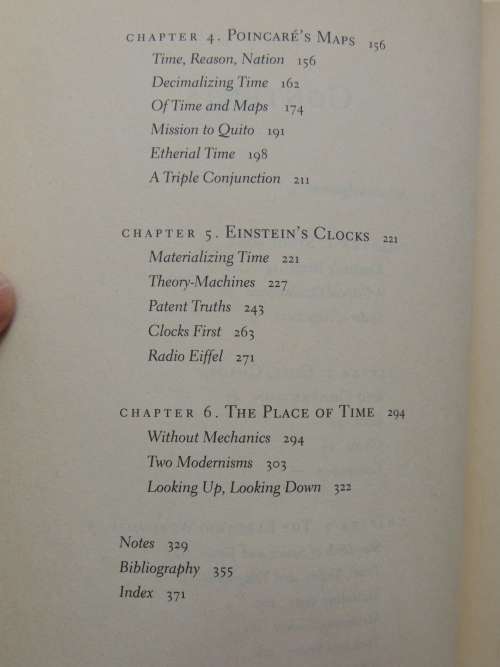 CHAPTER 4. POINCARÉ'S MAPS 156
Time, Reason, Nation 156
Decimalizing Time 162
Of Time and Maps 174
Mission to Quito 191
Etherial Time 198
A Triple Conjunction 211
CHAPTER 5. EINSTEIN'S CLOCKS 221
Materializing Time 221
Theory-Machines 227
Patent Truths 243
Clocks First 263
Radio Eiffel 271
CHAPTER 6. THE PLACE OF TIME 294
Without Mechanics 294
Two Modernisms 303
Looking Up, Looking Down 322
Notes 329
Bibliography 355
Index 371